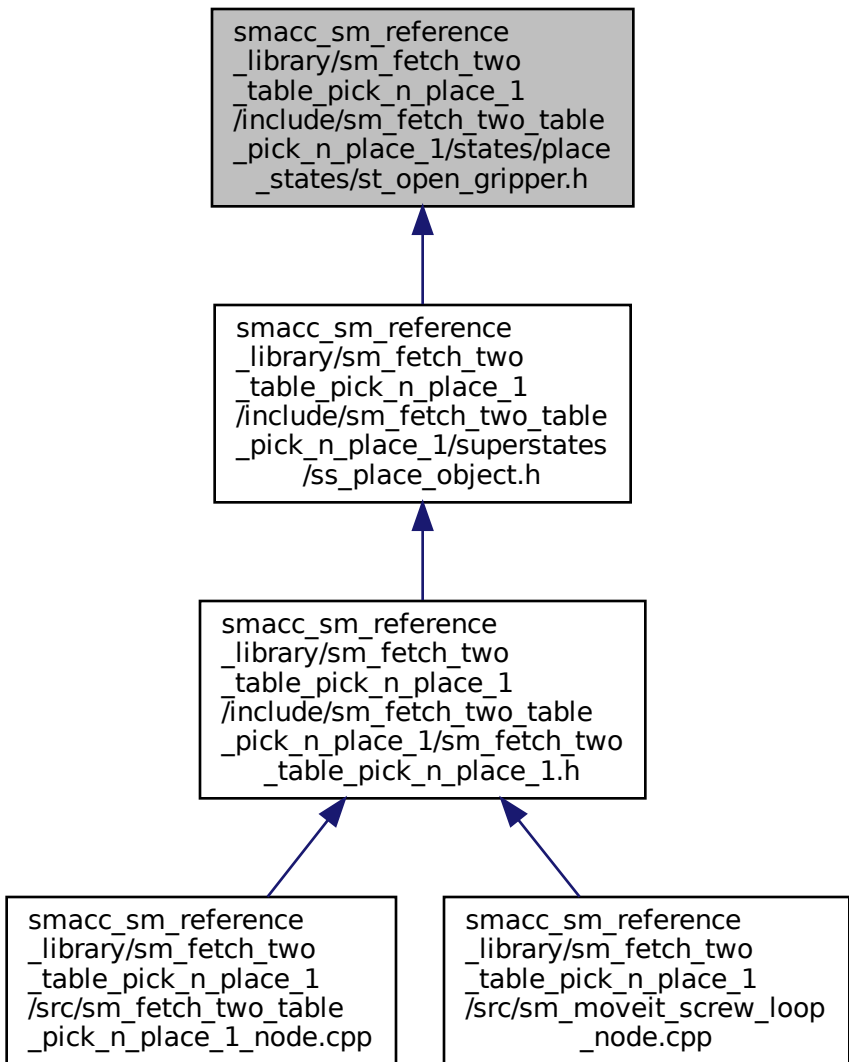 smacc_sm_reference
_library/sm_fetch_two
_table_pick_n_place_1
/include/sm_fetch_two_table
_pick_n_place_1/states/place
_states/st_open_gripper.h
smacc_sm_reference
_library/sm_fetch_two
_table_pick_n_place_1
/include/sm_fetch_two_table
_pick_n_place_1/superstates
/ss_place_object.h
smacc_sm_reference
_library/sm_fetch_two
_table_pick_n_place_1
/include/sm_fetch_two_table
_pick_n_place_1/sm_fetch_two
_table_pick_n_place_1.h
smacc_sm_reference
_library/sm_fetch_two
_table_pick_n_place_1
/src/sm_fetch_two_table
_pick_n_place_1_node.cpp
smacc_sm_reference
_library/sm_fetch_two
_table_pick_n_place_1
/src/sm_moveit_screw_loop
_node.cpp